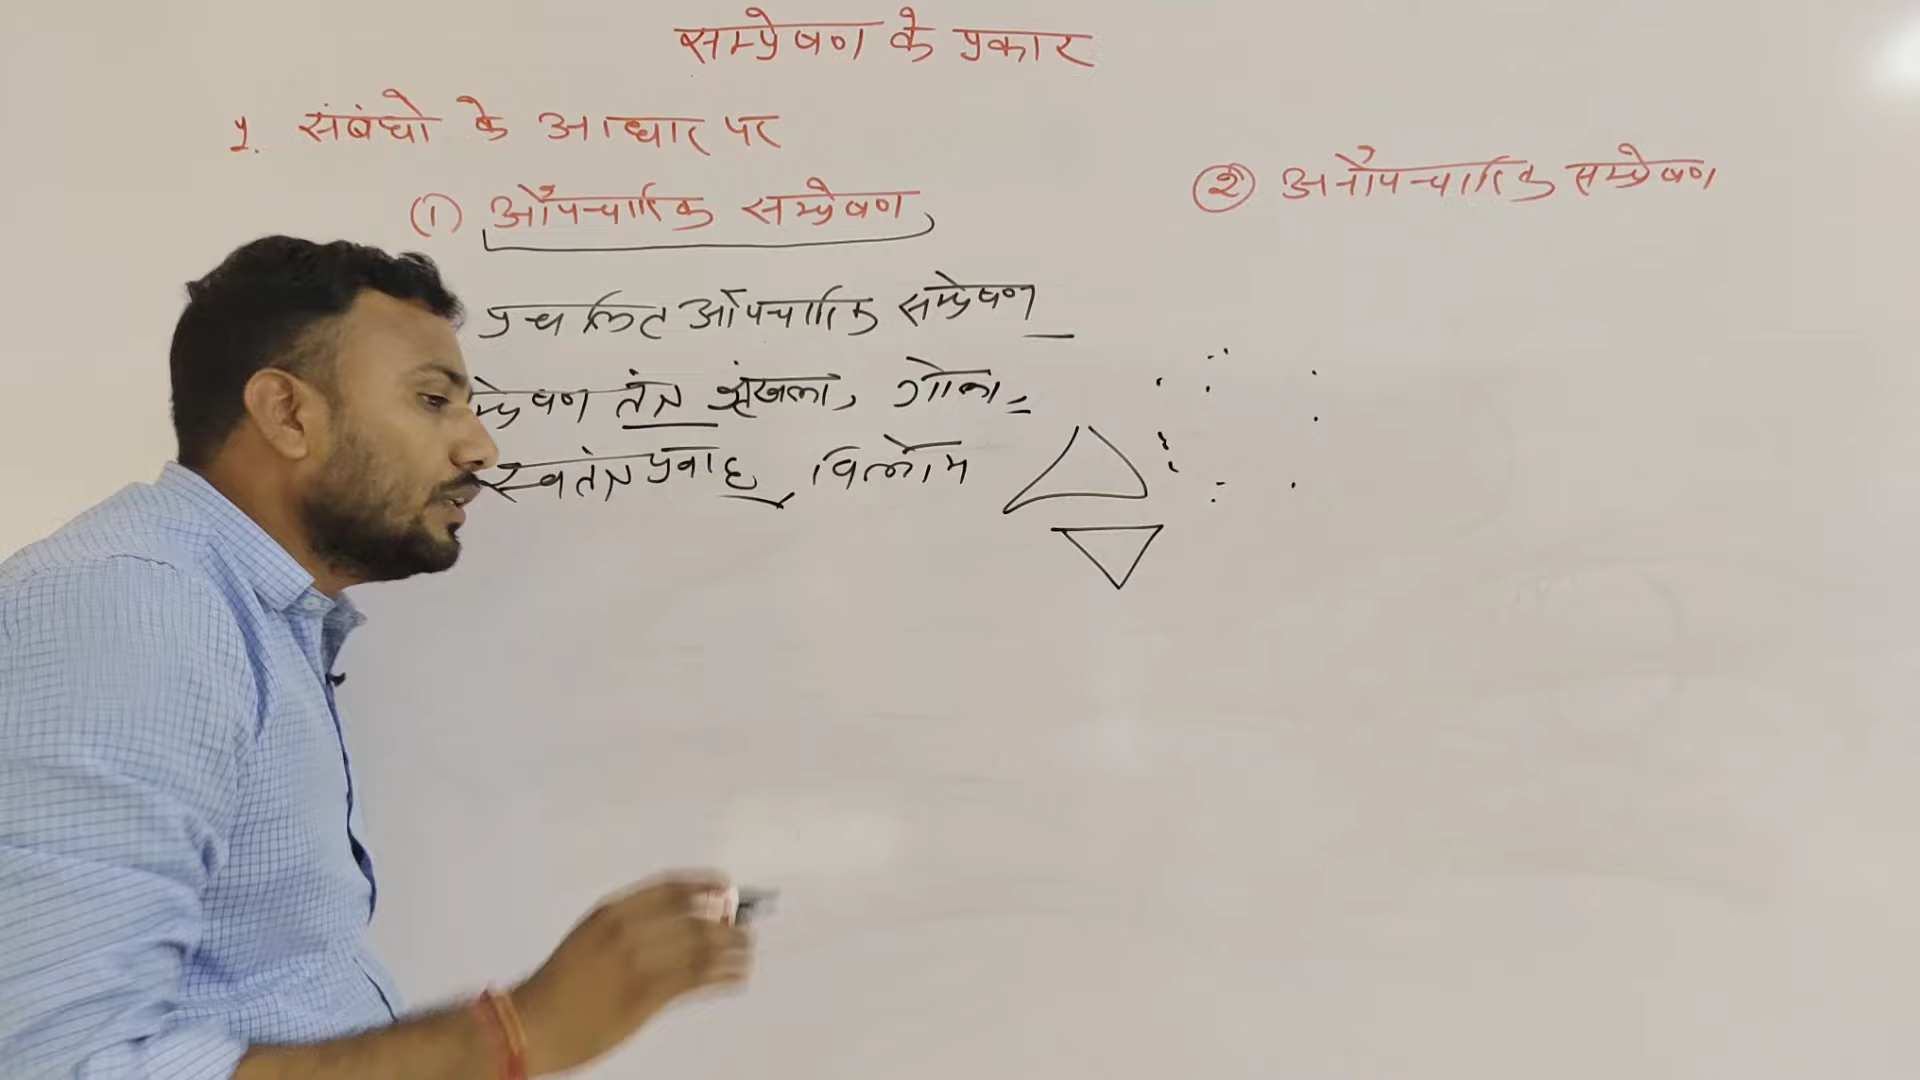 सम्प्रेषण के प्रकार
1. संबंधो के आधार पर
(1) औपचारिक सम्प्रेषण
(2) अनौपचारिक सम्प्रेषण
प्रचलित औपचारिक सम्प्रेषण
म्प्रेषण तंत्र श्रृंखला, गोला
स्वतंत्र प्रवाह विलोम